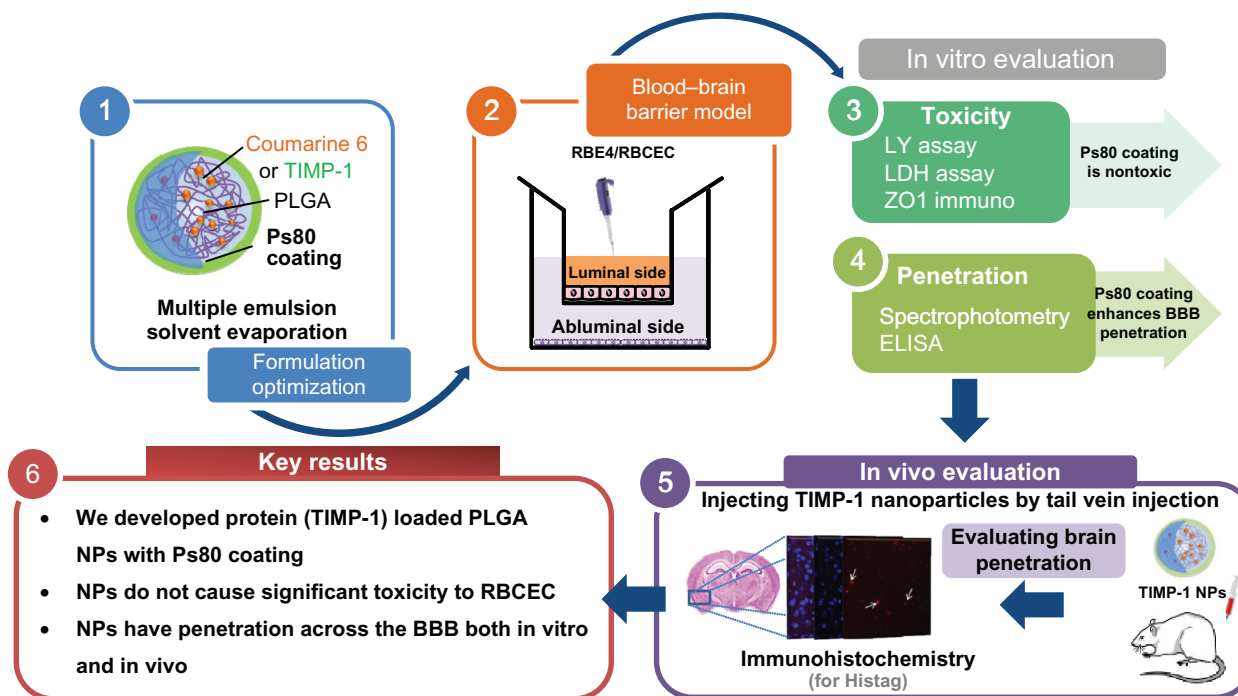 1
Coumarine 6
or TIMP-1
PLGA
Ps80
coating
Multiple emulsion
solvent evaporation
Formulation
optimization
2
Blood–brain
barrier model
RBE4/RBCEC
Luminal side
Abluminal side
In vitro evaluation
3
Toxicity
LY assay
LDH assay
ZO1 immuno
Ps80 coating
is nontoxic
4
Penetration
Spectrophotometry
ELISA
Ps80 coating
enhances BBB
penetration
5
In vivo evaluation
Injecting TIMP-1 nanoparticles by tail vein injection
Evaluating brain
penetration
TIMP-1 NPs
Immunohistochemistry
(for Histag)
6
Key results
• We developed protein (TIMP-1) loaded PLGA
NPs with Ps80 coating
• NPs do not cause significant toxicity to RBCEC
• NPs have penetration across the BBB both in vitro
and in vivo